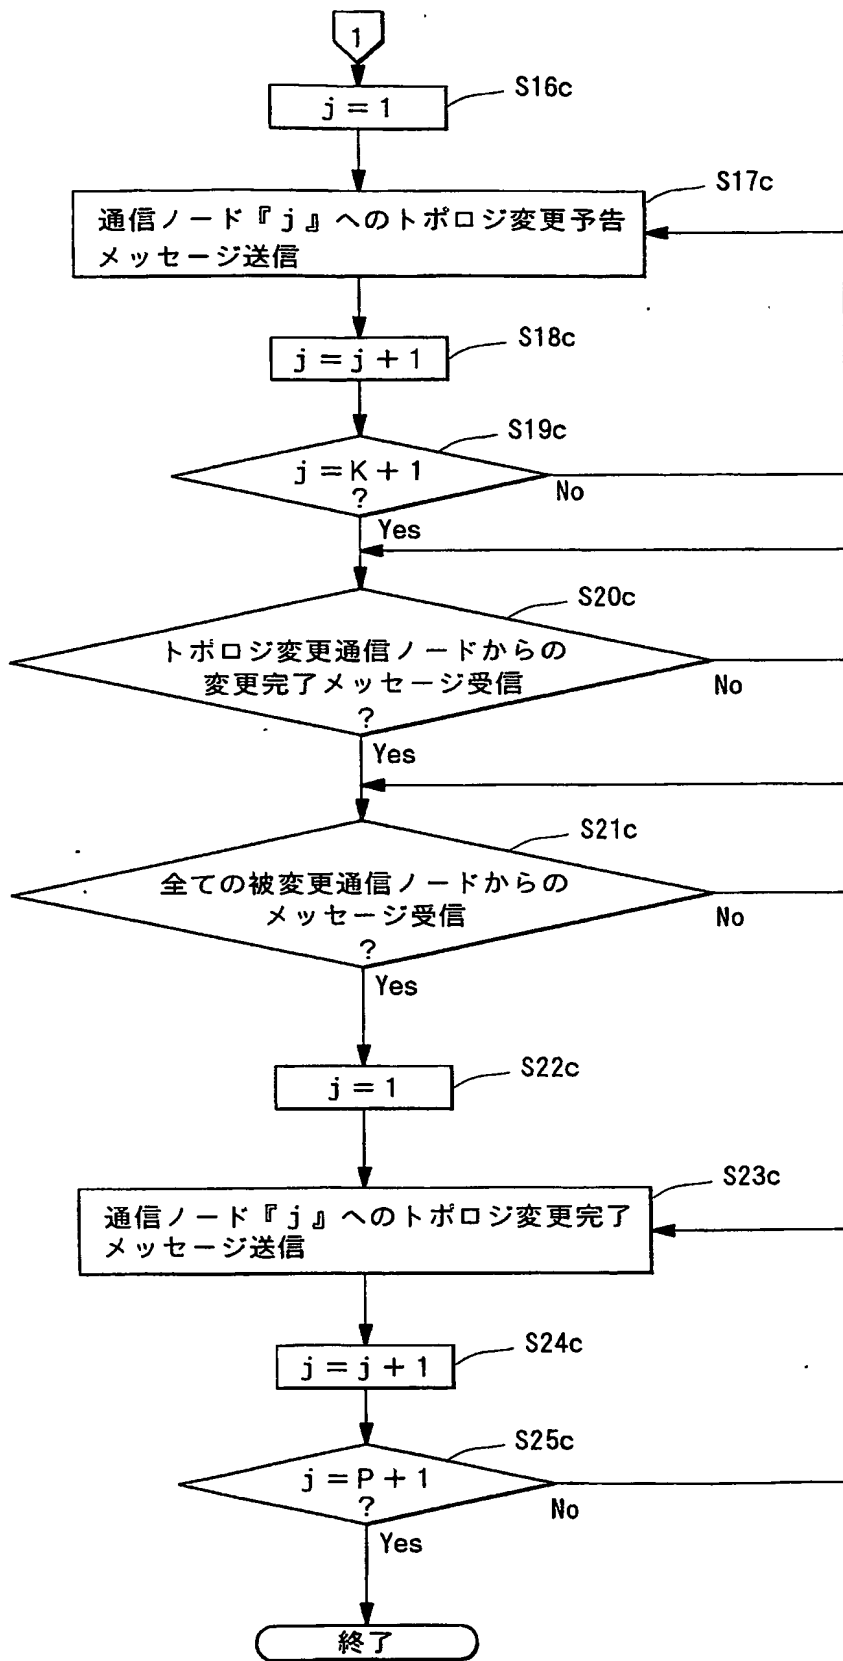 1
j=1
S16c
通信ノード『j』へのトポロジ変更予告
メッセージ送信
S17c
j=j+1
S18c
j=K+1
?
S19c
No
Yes
トポロジ変更通信ノードからの
変更完了メッセージ受信
?
S20c
No
Yes
全ての被変更通信ノードからの
メッセージ受信
?
S21c
No
Yes
j=1
S22c
通信ノード『j』へのトポロジ変更完了
メッセージ送信
S23c
j=j+1
S24c
j=P+1
?
S25c
No
Yes
終了